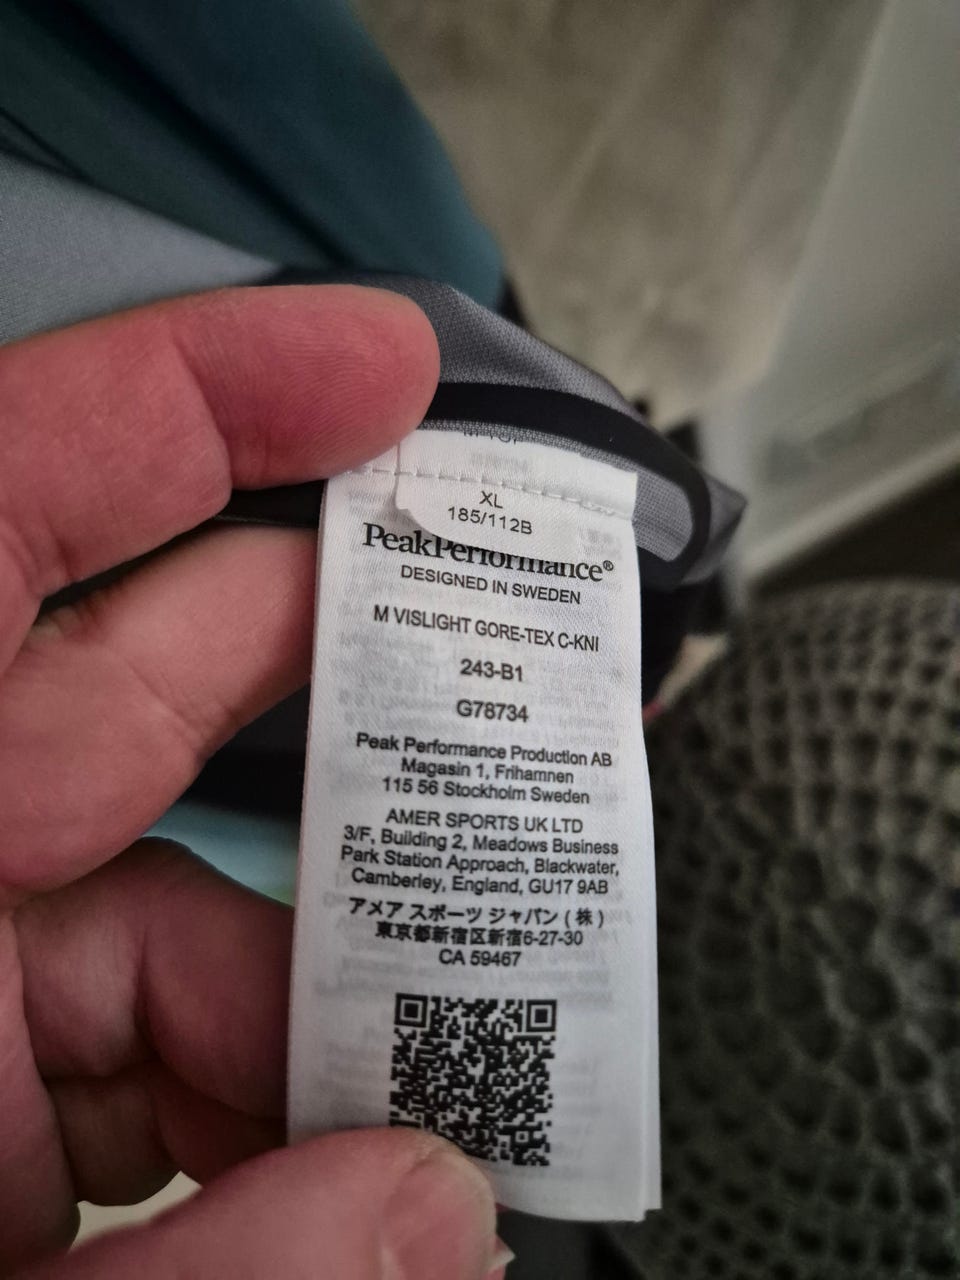 XL
185/112B
PeakPerformance®
DESIGNED IN SWEDEN
M VISLIGHT GORE-TEX C-KNI
243-B1
G78734
Peak Performance Production AB
Magasin 1, Frihamnen
115 56 Stockholm Sweden
AMER SPORTS UK LTD
3/F, Building 2, Meadows Business
Park Station Approach, Blackwater,
Camberley, England, GU17 9AB
アメア スポーツ ジャパン ( 株 )
東京都新宿区新宿6-27-30
CA 59467